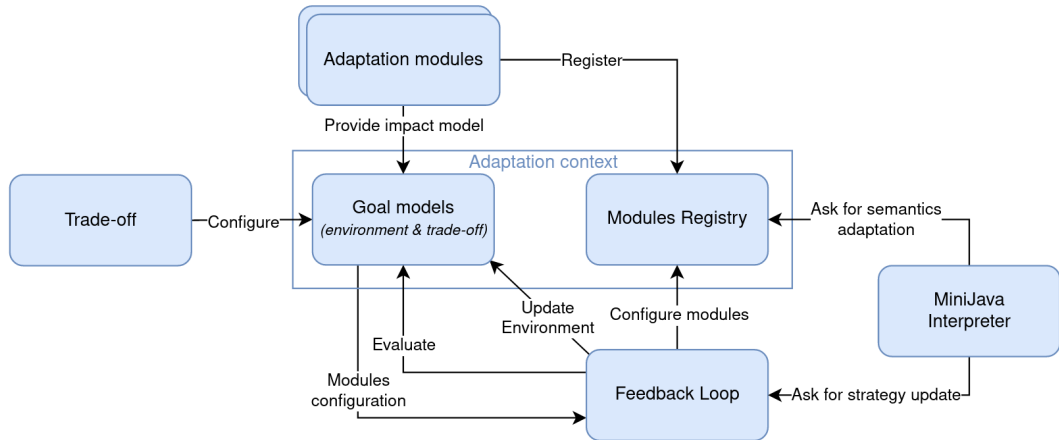 Adaptation modules
Register
Provide impact model
Adaptation context
Trade-off
Configure
Goal models
(environment & trade-off)
Modules Registry
Ask for semantics
adaptation
MiniJava
Interpreter
Update
Environment
Configure modules
Evaluate
Modules
configuration
Feedback Loop
Ask for strategy update